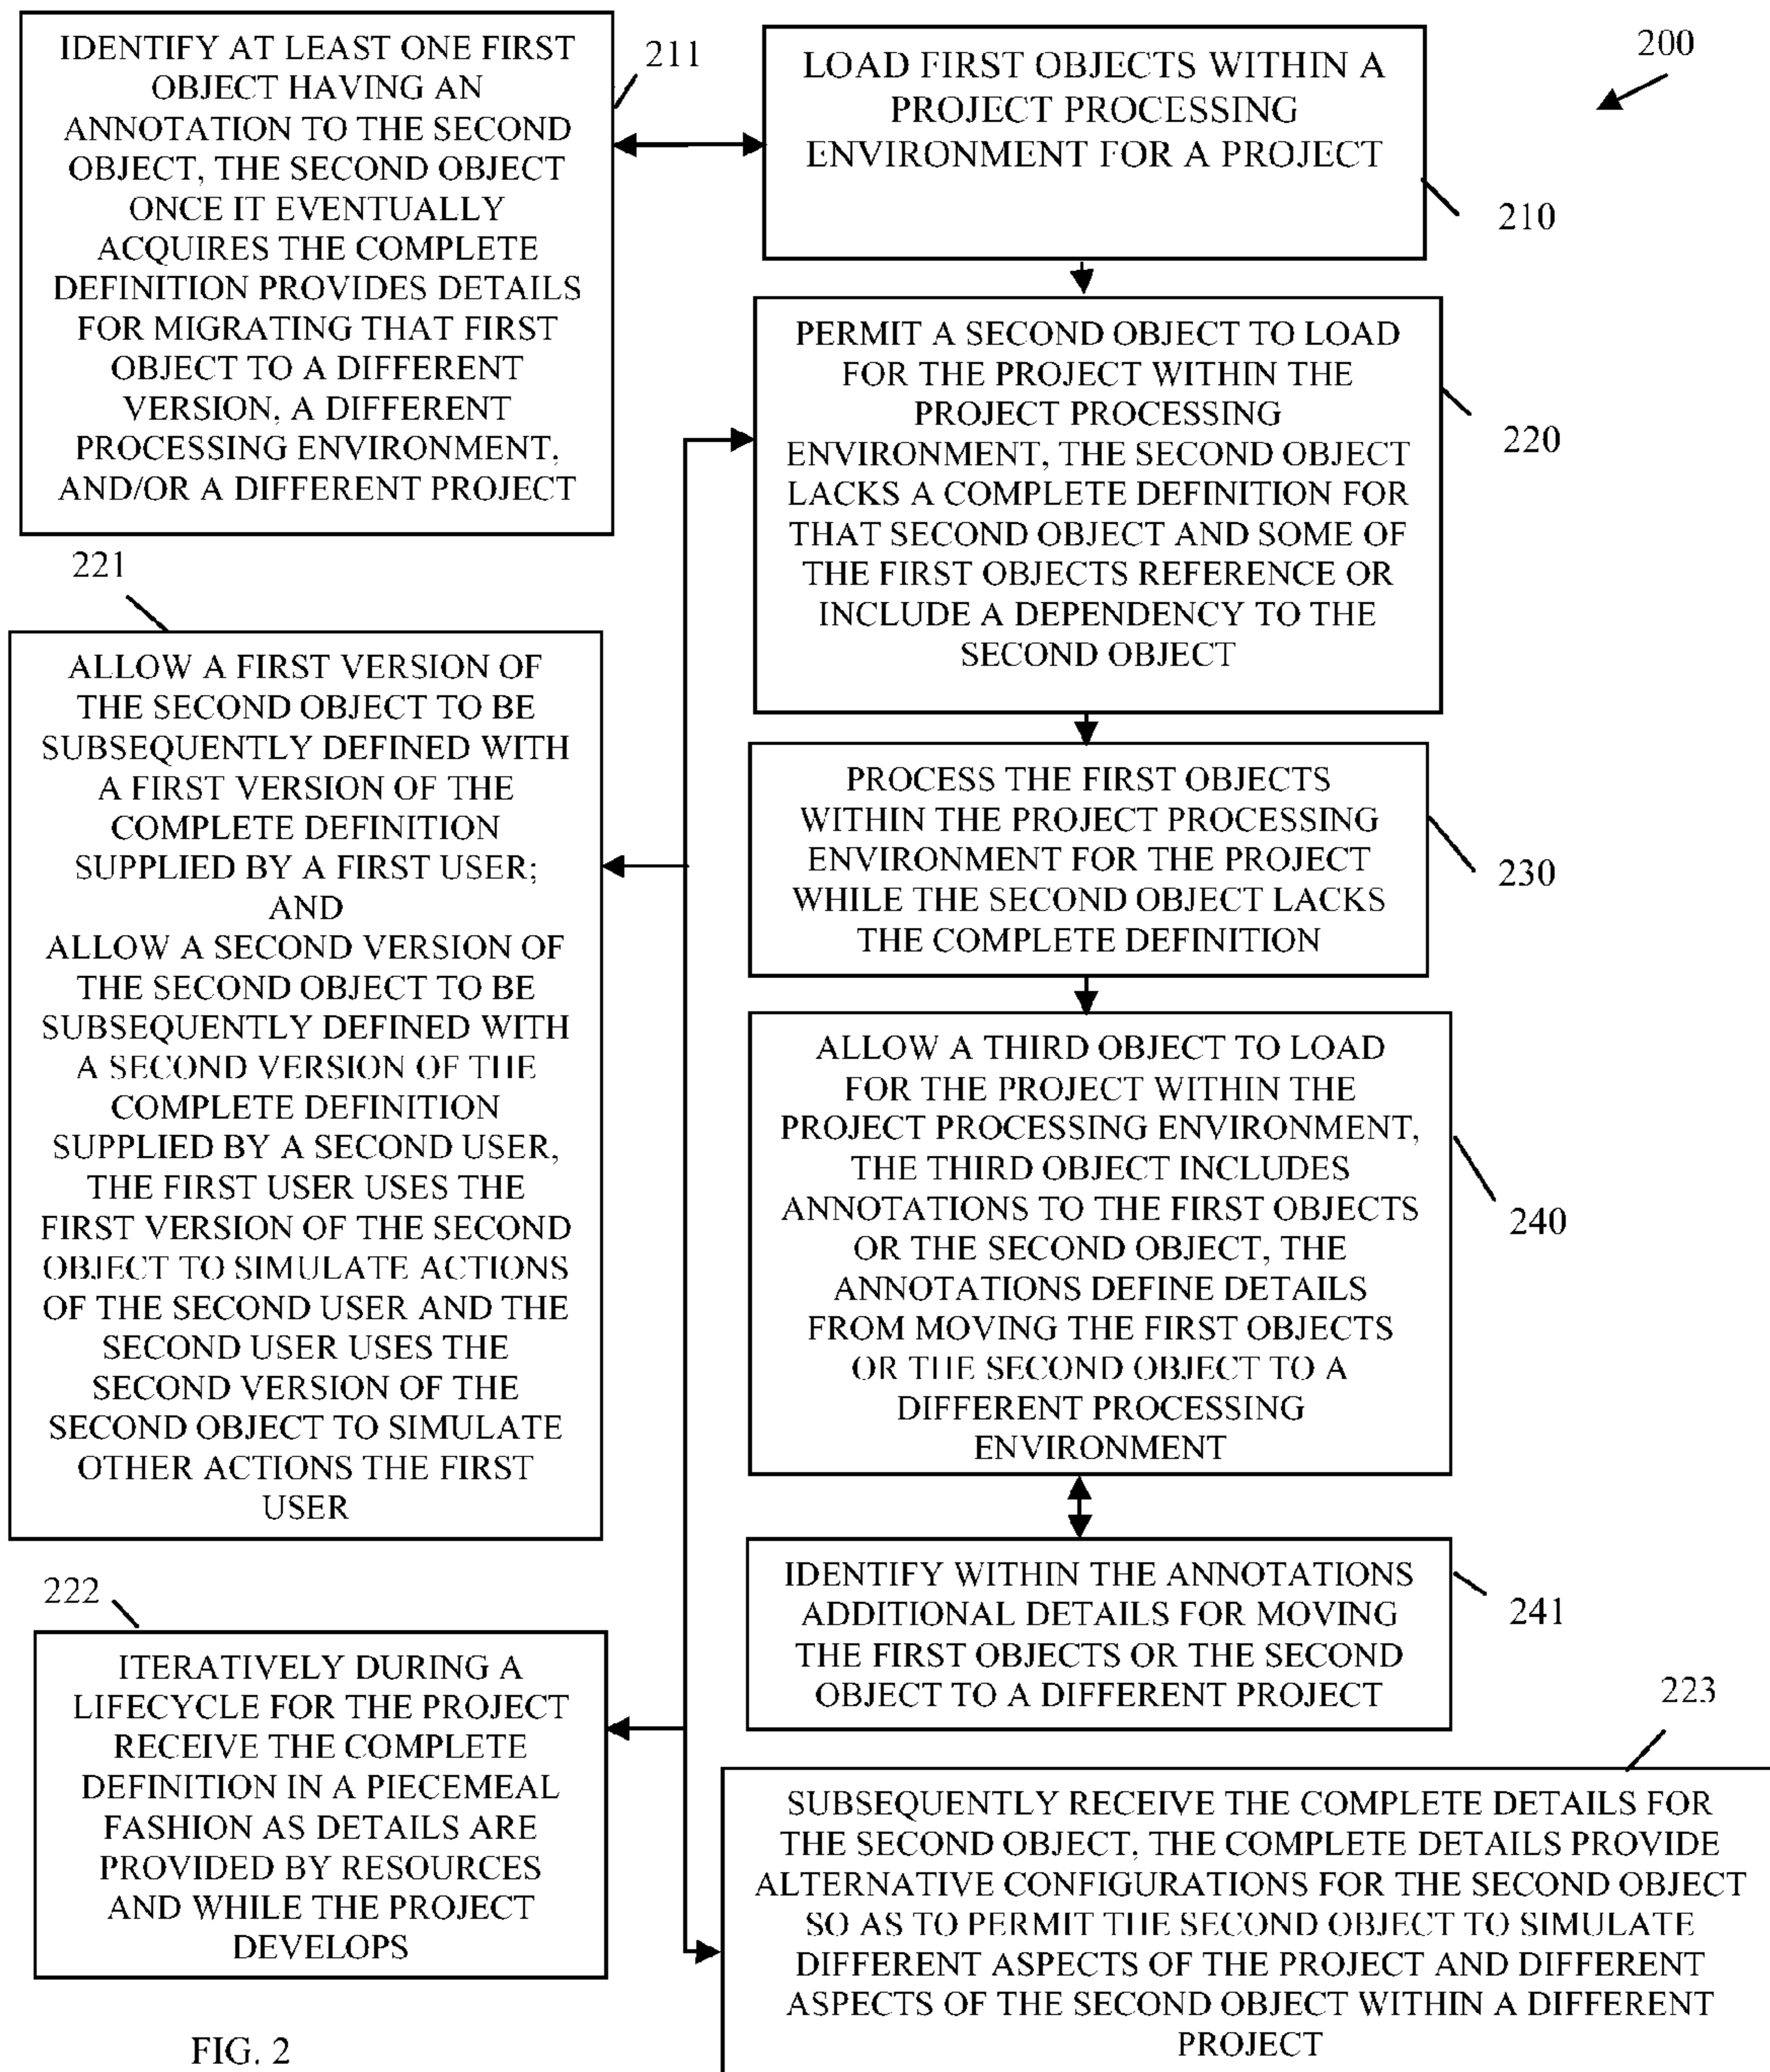 200
IDENTIFY AT LEAST ONE FIRST
OBJECT HAVING AN
ANNOTATION TO THE SECOND
OBJECT, THE SECOND OBJECT
ONCE IT EVENTUALLY
ACQUIRES THE COMPLETE
DEFINITION PROVIDES DETAILS
FOR MIGRATING THAT FIRST
OBJECT TO A DIFFERENT
VERSION, A DIFFERENT
PROCESSING ENVIRONMENT,
AND/OR A DIFFERENT PROJECT
211
LOAD FIRST OBJECTS WITHIN A
PROJECT PROCESSING
ENVIRONMENT FOR A PROJECT
210
PERMIT A SECOND OBJECT TO LOAD
FOR THE PROJECT WITHIN THE
PROJECT PROCESSING
ENVIRONMENT, THE SECOND OBJECT
LACKS A COMPLETE DEFINITION FOR
THAT SECOND OBJECT AND SOME OF
THE FIRST OBJECTS REFERENCE OR
INCLUDE A DEPENDENCY TO THE
SECOND OBJECT
220
221
ALLOW A FIRST VERSION OF
THE SECOND OBJECT TO BE
SUBSEQUENTLY DEFINED WITH
A FIRST VERSION OF THE
COMPLETE DEFINITION
SUPPLIED BY A FIRST USER;
AND
ALLOW A SECOND VERSION OF
THE SECOND OBJECT TO BE
SUBSEQUENTLY DEFINED WITH
A SECOND VERSION OF THE
COMPLETE DEFINITION
SUPPLIED BY A SECOND USER,
THE FIRST USER USES THE
FIRST VERSION OF THE SECOND
OBJECT TO SIMULATE ACTIONS
OF THE SECOND USER AND THE
SECOND USER USES THE
SECOND VERSION OF THE
SECOND OBJECT TO SIMULATE
OTHER ACTIONS THE FIRST
USER
PROCESS THE FIRST OBJECTS
WITHIN THE PROJECT PROCESSING
ENVIRONMENT FOR THE PROJECT
WHILE THE SECOND OBJECT LACKS
THE COMPLETE DEFINITION
230
ALLOW A THIRD OBJECT TO LOAD
FOR THE PROJECT WITHIN THE
PROJECT PROCESSING ENVIRONMENT,
THE THIRD OBJECT INCLUDES
ANNOTATIONS TO THE FIRST OBJECTS
OR THE SECOND OBJECT, THE
ANNOTATIONS DEFINE DETAILS
FROM MOVING THE FIRST OBJECTS
OR THE SECOND OBJECT TO A
DIFFERENT PROCESSING
ENVIRONMENT
240
IDENTIFY WITHIN THE ANNOTATIONS
ADDITIONAL DETAILS FOR MOVING
THE FIRST OBJECTS OR THE SECOND
OBJECT TO A DIFFERENT PROJECT
241
222
ITERATIVELY DURING A
LIFECYCLE FOR THE PROJECT
RECEIVE THE COMPLETE
DEFINITION IN A PIECEMEAL
FASHION AS DETAILS ARE
PROVIDED BY RESOURCES
AND WHILE THE PROJECT
DEVELOPS
223
SUBSEQUENTLY RECEIVE THE COMPLETE DETAILS FOR
THE SECOND OBJECT, THE COMPLETE DETAILS PROVIDE
ALTERNATIVE CONFIGURATIONS FOR THE SECOND OBJECT
SO AS TO PERMIT THE SECOND OBJECT TO SIMULATE
DIFFERENT ASPECTS OF THE PROJECT AND DIFFERENT
ASPECTS OF THE SECOND OBJECT WITHIN A DIFFERENT
PROJECT
FIG. 2